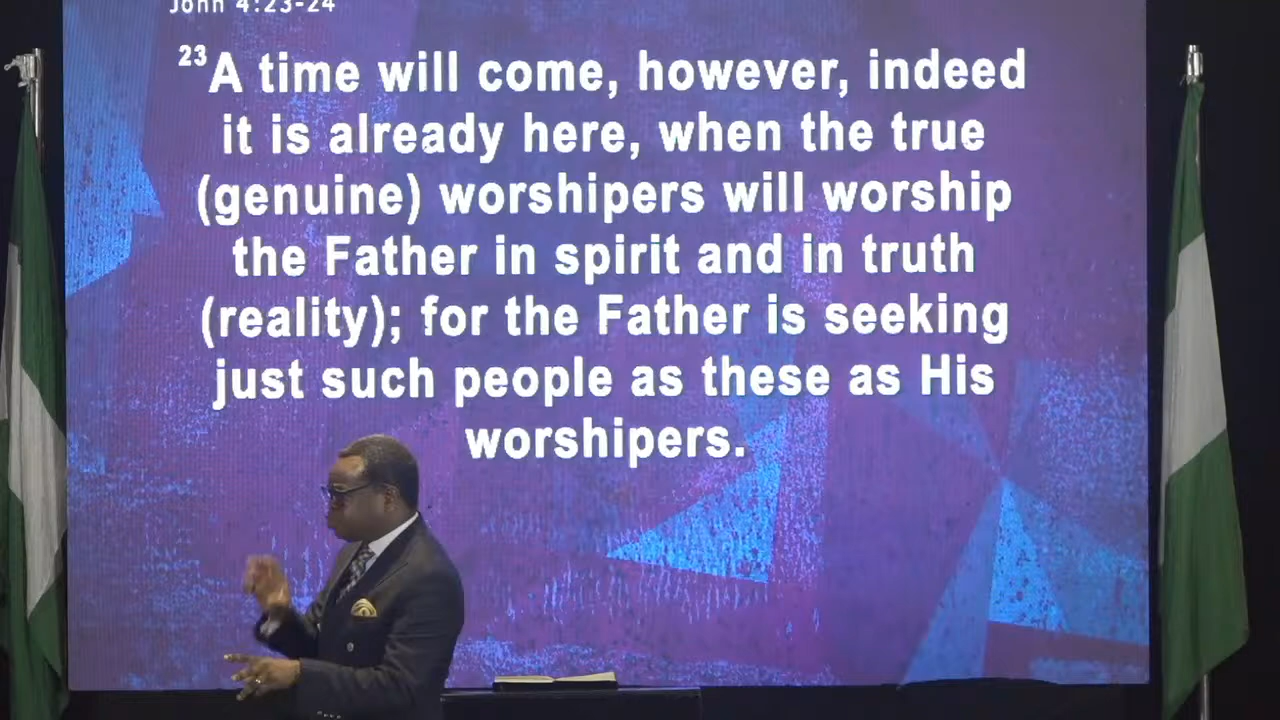 John 4:23-24
23 A time will come, however, indeed
it is already here, when the true
(genuine) worshipers will worship
the Father in spirit and in truth
(reality); for the Father is seeking
just such people as these as His
worshipers.